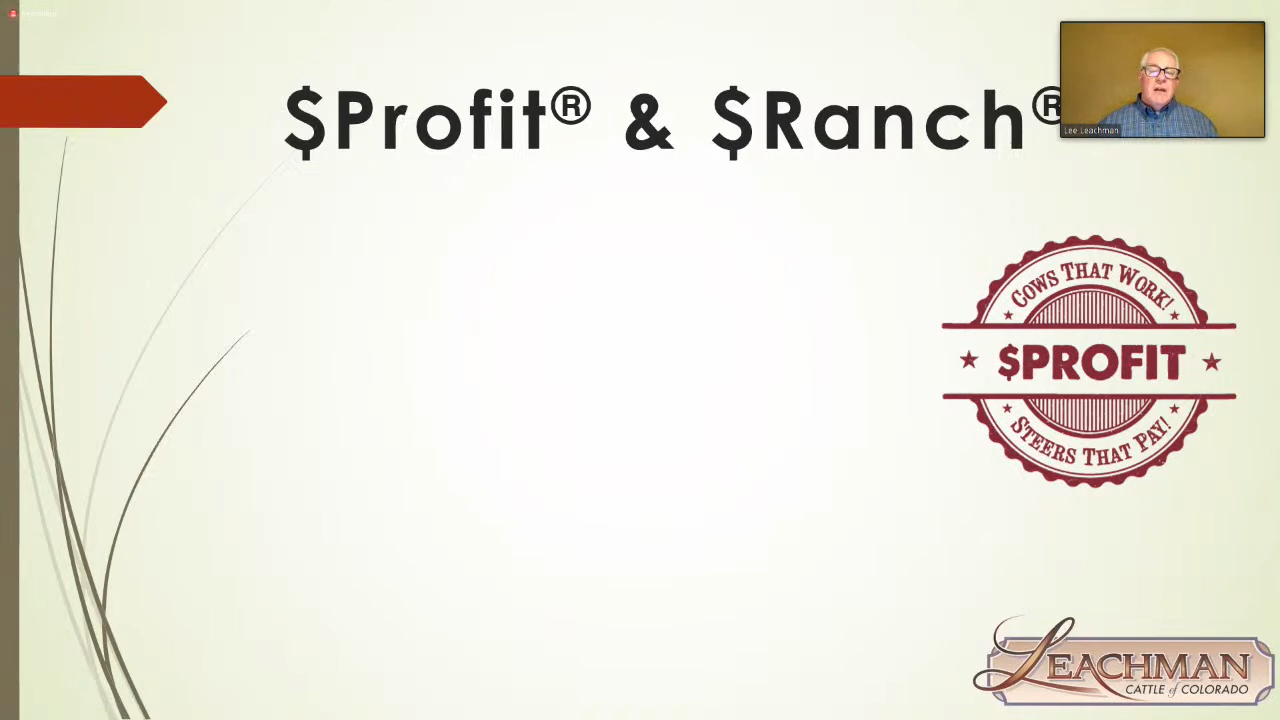 $Profit® & $Ranch®
Lee Leachman
COWS THAT WORK!
$PROFIT
STEERS THAT PAY!
LEACHMAN
CATTLE of COLORADO